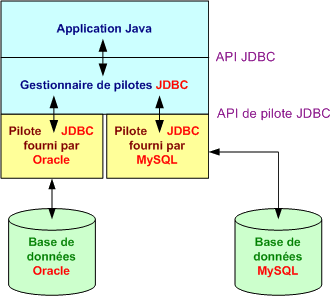 Application Java
API JDBC
Gestionnaire de pilotes JDBC
API de pilote JDBC
Pilote JDBC
fourni par
Oracle
Pilote JDBC
fourni par
MySQL
Base de
données
Oracle
Base de
données
MySQL